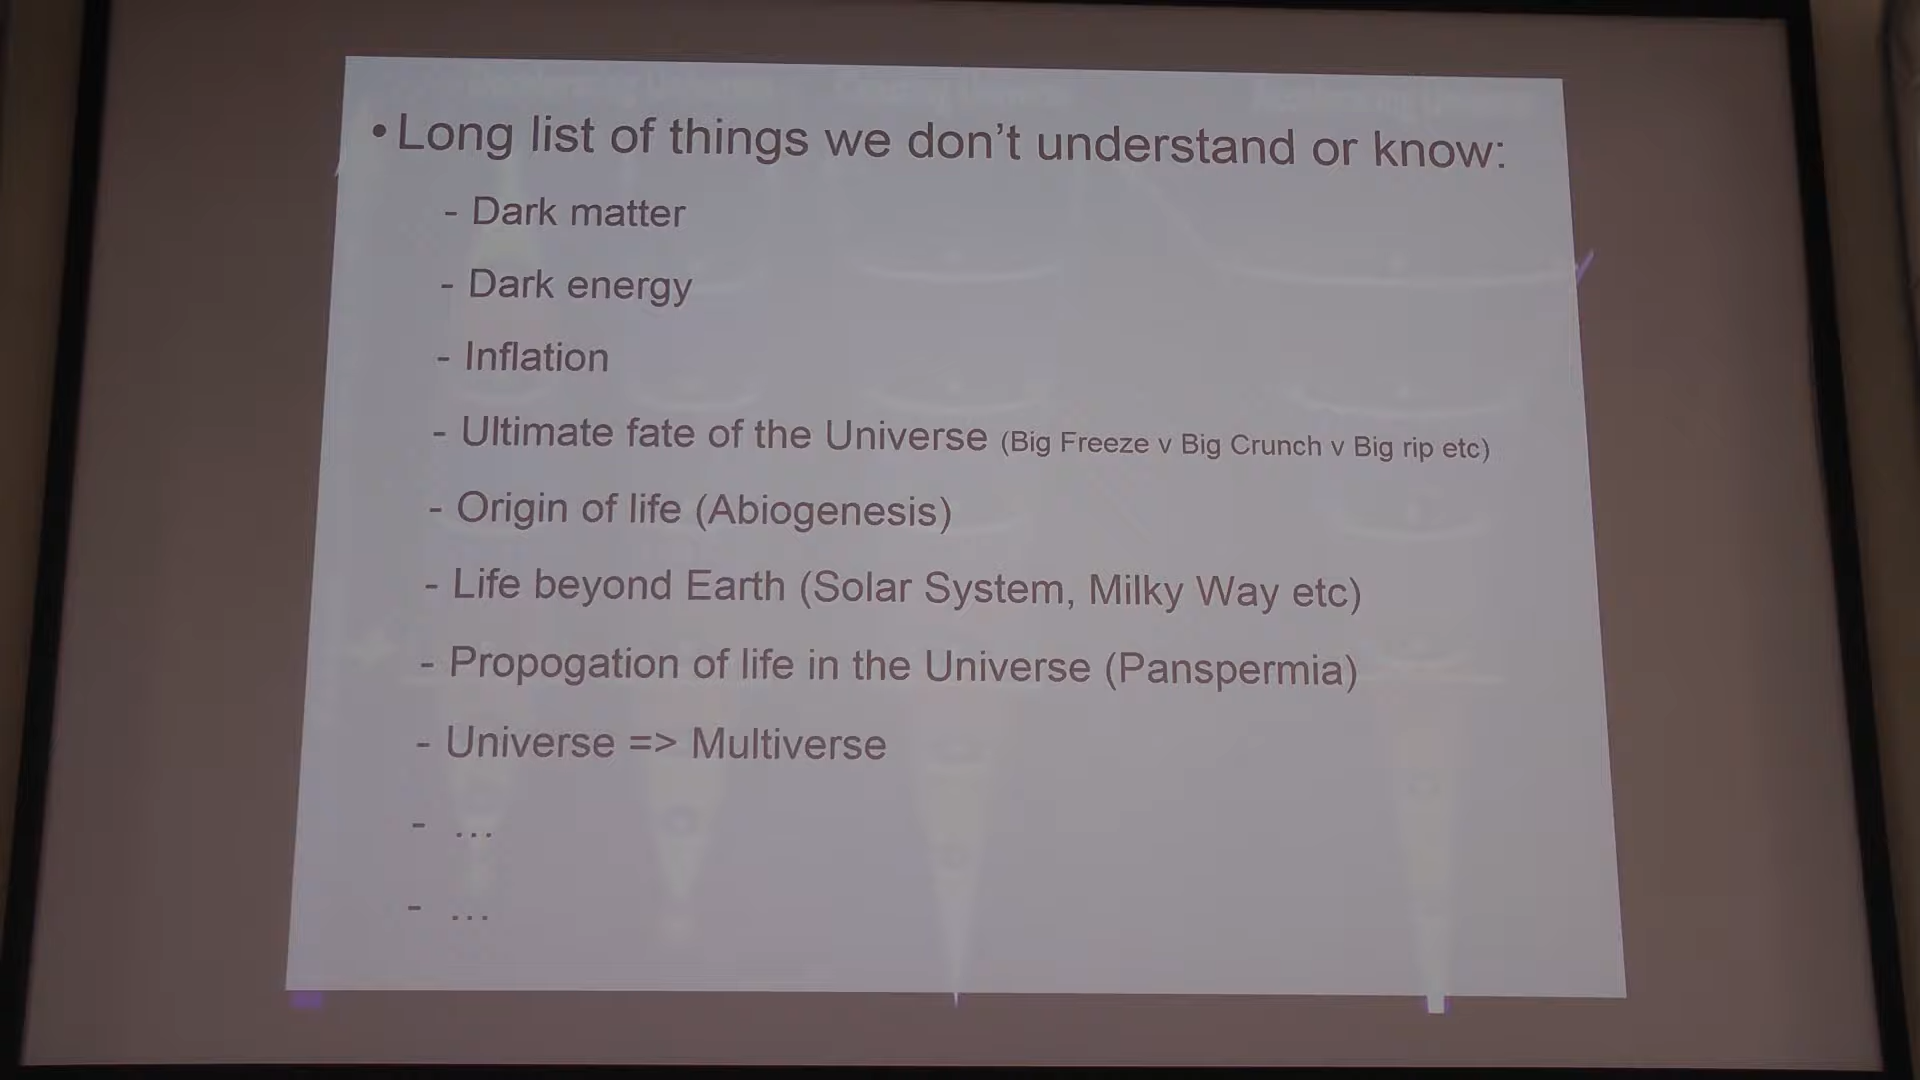 • Long list of things we don't understand or know:
- Dark matter
- Dark energy
- Inflation
- Ultimate fate of the Universe (Big Freeze v Big Crunch v Big rip etc)
- Origin of life (Abiogenesis)
- Life beyond Earth (Solar System, Milky Way etc)
- Propogation of life in the Universe (Panspermia)
- Universe => Multiverse
- ...
- ...